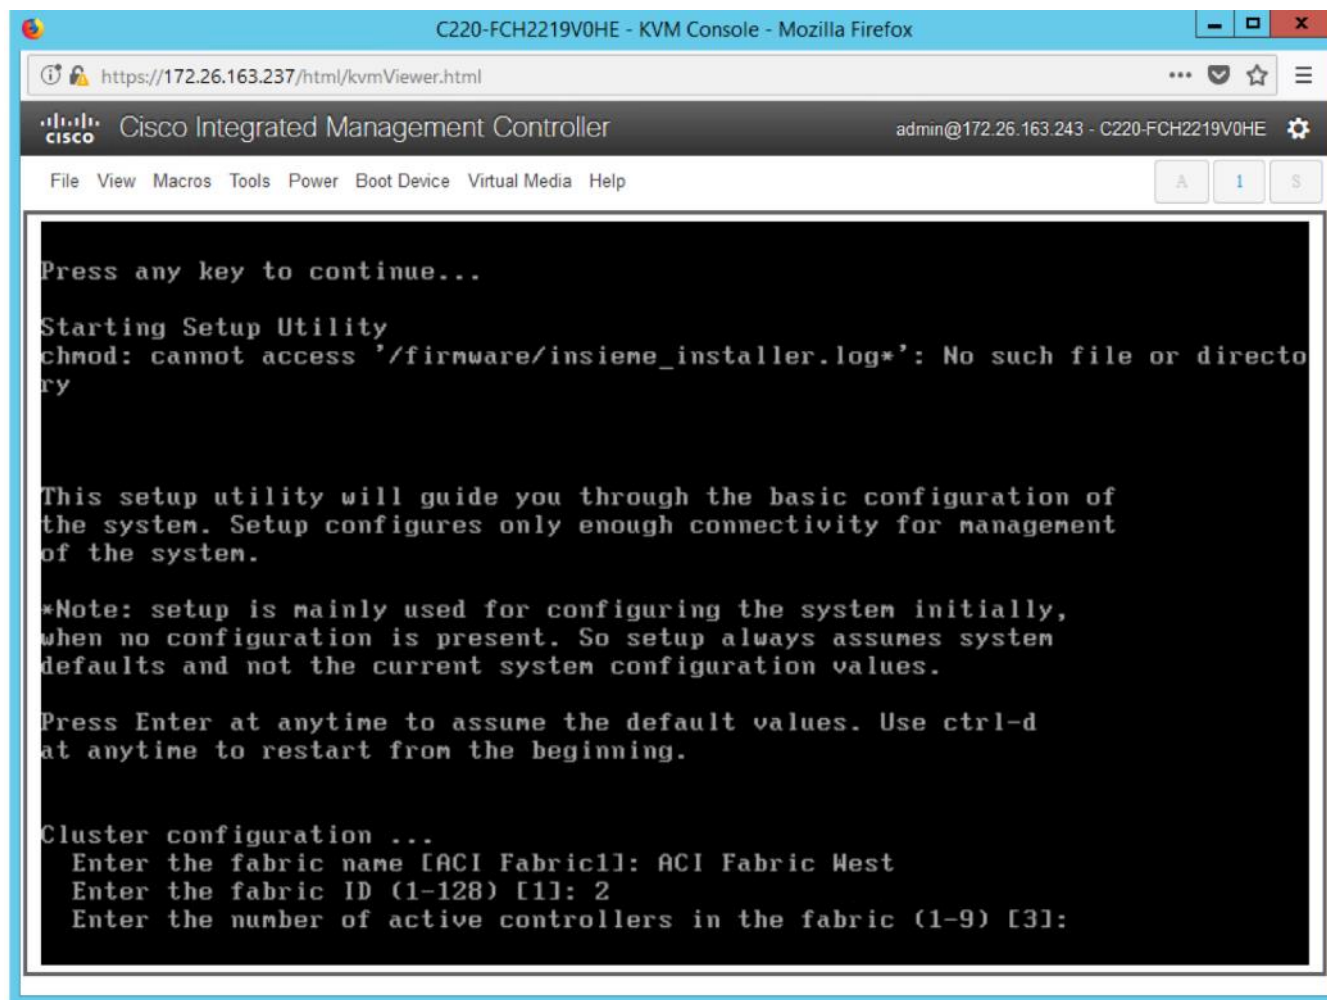 C220-FCH2219V0HE - KVM Console - Mozilla Firefox
https://172.26.163.237/html/kvmViewer.html
CISCO Cisco Integrated Management Controller admin@172.26.163.243 - C220-FCH2219V0HE
File View Macros Tools Power Boot Device Virtual Media Help A 1 S
Press any key to continue...
Starting Setup Utility
chmod: cannot access '/firmware/insieme_installer.log*': No such file or directo
ry
This setup utility will guide you through the basic configuration of
the system. Setup configures only enough connectivity for management
of the system.
*Note: setup is mainly used for configuring the system initially,
when no configuration is present. So setup always assumes system
defaults and not the current system configuration values.
Press Enter at anytime to assume the default values. Use ctrl-d
at anytime to restart from the beginning.
Cluster configuration ...
Enter the fabric name [ACI Fabric1]: ACI Fabric West
Enter the fabric ID (1-128) [1]: 2
Enter the number of active controllers in the fabric (1-9) [3]: